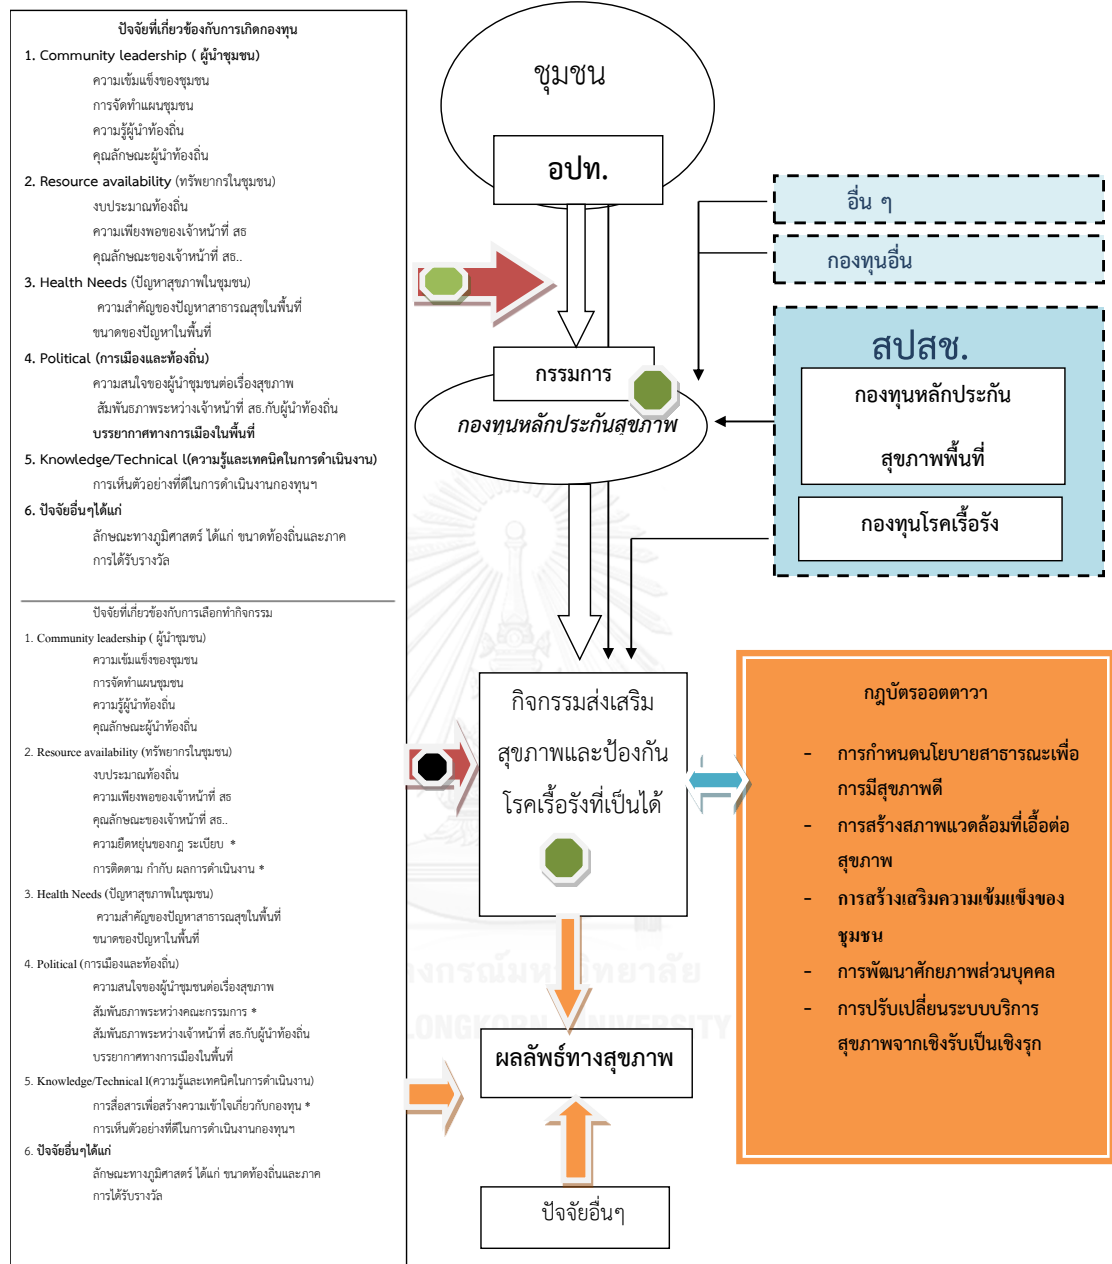 ปัจจัยที่เกี่ยวข้องกับการเกิดกองทุน
1. Community leadership ( ผู้นำชุมชน)
ความเข้มแข็งของชุมชน
การจัดทำแผนชุมชน
ความรู้ผู้นำท้องถิ่น
คุณลักษณะผู้นำท้องถิ่น
2. Resource availability (ทรัพยากรในชุมชน)
งบประมาณท้องถิ่น
ความเพียงพอของเจ้าหน้าที่ สธ
คุณลักษณะของเจ้าหน้าที่ สธ..
3. Health Needs (ปัญหาสุขภาพในชุมชน)
ความสำคัญของปัญหาสาธารณสุขในพื้นที่
ขนาดของปัญหาในพื้นที่
4. Political (การเมืองและท้องถิ่น)
ความสนใจของผู้นำชุมชนต่อเรื่องสุขภาพ
สัมพันธภาพระหว่างเจ้าหน้าที่ สธ.กับผู้นำท้องถิ่น
บรรยากาศทางการเมืองในพื้นที่
5. Knowledge/Technical l(ความรู้และเทคนิคในการดำเนินงาน)
การเห็นตัวอย่างที่ดีในการดำเนินงานกองทุนฯ
6. ปัจจัยอื่นๆได้แก่
ลักษณะทางภูมิศาสตร์ ได้แก่ ขนาดท้องถิ่นและภาค
การได้รับรางวัล
ปัจจัยที่เกี่ยวข้องกับการเลือกทำกิจกรรม
1. Community leadership ( ผู้นำชุมชน)
ความเข้มแข็งของชุมชน
การจัดทำแผนชุมชน
ความรู้ผู้นำท้องถิ่น
คุณลักษณะผู้นำท้องถิ่น
2. Resource availability (ทรัพยากรในชุมชน)
งบประมาณท้องถิ่น
ความเพียงพอของเจ้าหน้าที่ สธ
คุณลักษณะของเจ้าหน้าที่ สธ..
ความยืดหยุ่นของกฎ ระเบียบ *
การติดตาม กำกับ ผลการดำเนินงาน *
3. Health Needs (ปัญหาสุขภาพในชุมชน)
ความสำคัญของปัญหาสาธารณสุขในพื้นที่
ขนาดของปัญหาในพื้นที่
4. Political (การเมืองและท้องถิ่น)
ความสนใจของผู้นำชุมชนต่อเรื่องสุขภาพ
สัมพันธภาพระหว่างคณะกรรมการ *
สัมพันธภาพระหว่างเจ้าหน้าที่ สธ.กับผู้นำท้องถิ่น
บรรยากาศทางการเมืองในพื้นที่
5. Knowledge/Technical l(ความรู้และเทคนิคในการดำเนินงาน)
การสื่อสารเพื่อสร้างความเข้าใจเกี่ยวกับกองทุน *
การเห็นตัวอย่างที่ดีในการดำเนินงานกองทุนฯ
6. ปัจจัยอื่นๆได้แก่
ลักษณะทางภูมิศาสตร์ ได้แก่ ขนาดท้องถิ่นและภาค
การได้รับรางวัล
ชุมชน
อปท.
กรรมการ
กองทุนหลักประกันสุขภาพ
อื่น ๆ
กองทุนอื่น
สปสช.
กองทุนหลักประกัน
สุขภาพพื้นที่
กองทุนโรคเรื้อรัง
กิจกรรมส่งเสริม
สุขภาพและป้องกัน
โรคเรื้อรังที่เป็นได้
ผลลัพธ์ทางสุขภาพ
ปัจจัยอื่นๆ
กฎบัตรออตตาวา
- การกำหนดนโยบายสาธารณะเพื่อ
การมีสุขภาพดี
- การสร้างสภาพแวดล้อมที่เอื้อต่อ
สุขภาพ
- การสร้างเสริมความเข้มแข็งของ
ชุมชน
- การพัฒนาศักยภาพส่วนบุคคล
- การปรับเปลี่ยนระบบบริการ
สุขภาพจากเชิงรับเป็นเชิงรุก